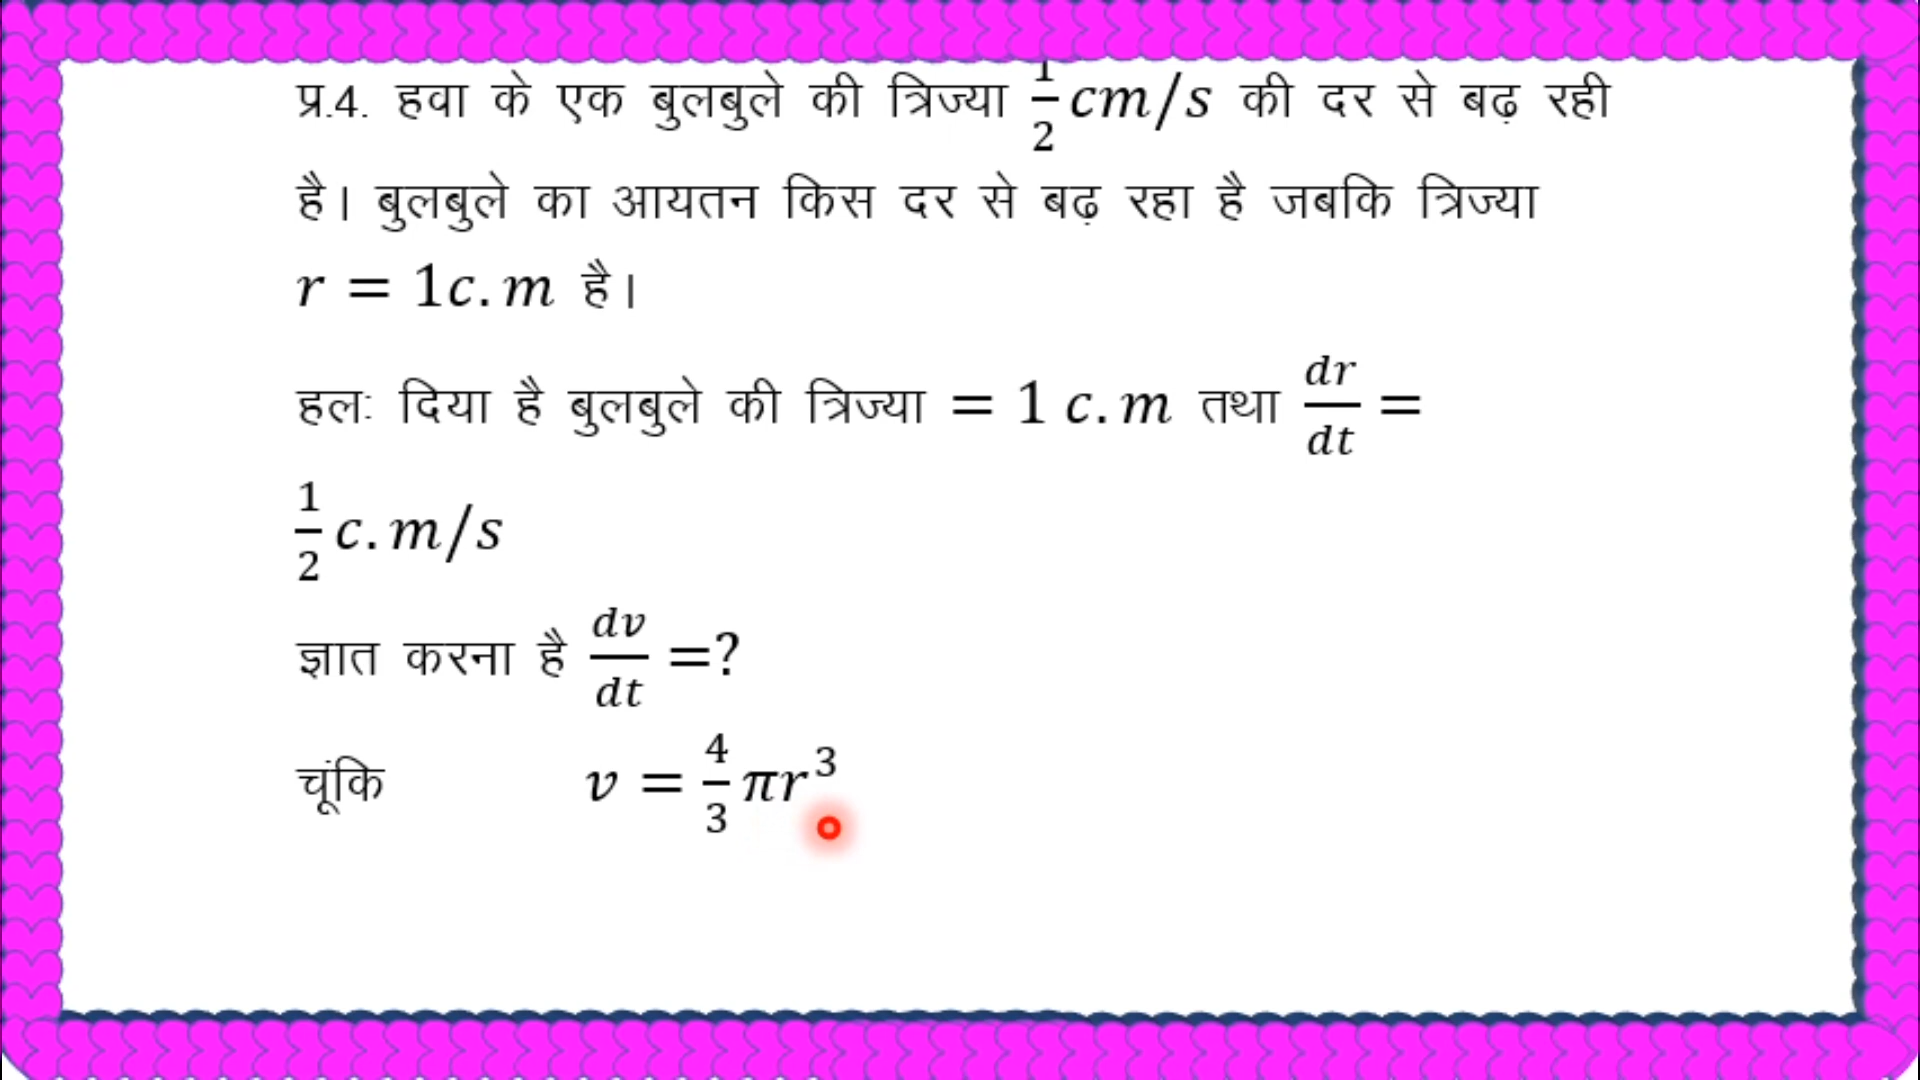 प्र.4. हवा के एक बुलबुले की त्रिज्या 1/2 cm/s की दर से बढ़ रही
है। बुलबुले का आयतन किस दर से बढ़ रहा है जबकि त्रिज्या
r = 1c.m है।
हलः दिया है बुलबुले की त्रिज्या = 1 c.m तथा dr/dt =
1/2 c.m/s
ज्ञात करना है dv/dt =?
चूंकि v = 4/3 πr³